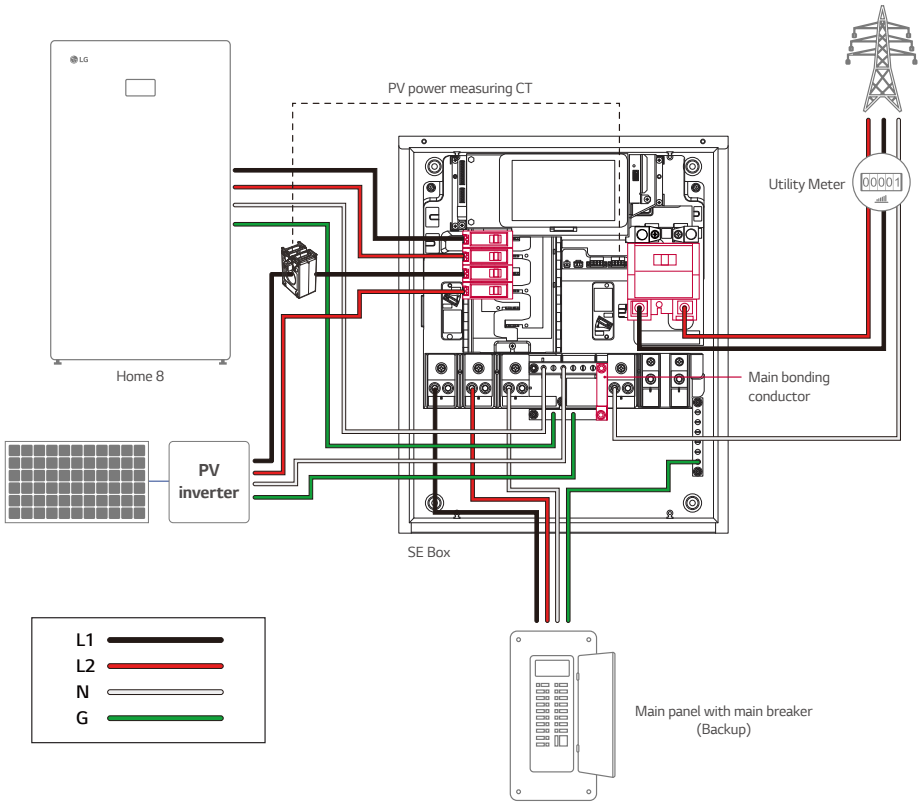 LG
PV power measuring CT
Utility Meter
00001
Home 8
Main bonding
conductor
PV
inverter
SE Box
L1
L2
N
G
Main panel with main breaker
(Backup)